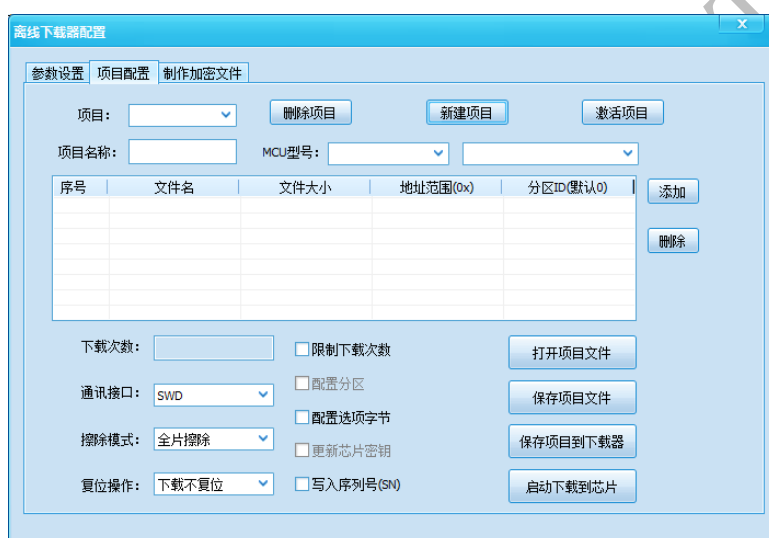 离线下载器配置
x
参数设置 项目配置 制作加密文件
项目: 删除项目 新建项目 激活项目
项目名称: MCU型号:
序号 文件名 文件大小 地址范围(0x) 分区ID(默认0) 添加
删除
下载次数: 限制下载次数 打开项目文件
通讯接口: SWD 配置分区 保存项目文件
配置选项字节
擦除模式: 全片擦除 更新芯片密钥 保存项目到下载器
复位操作: 下载不复位 写入序列号(SN) 启动下载到芯片